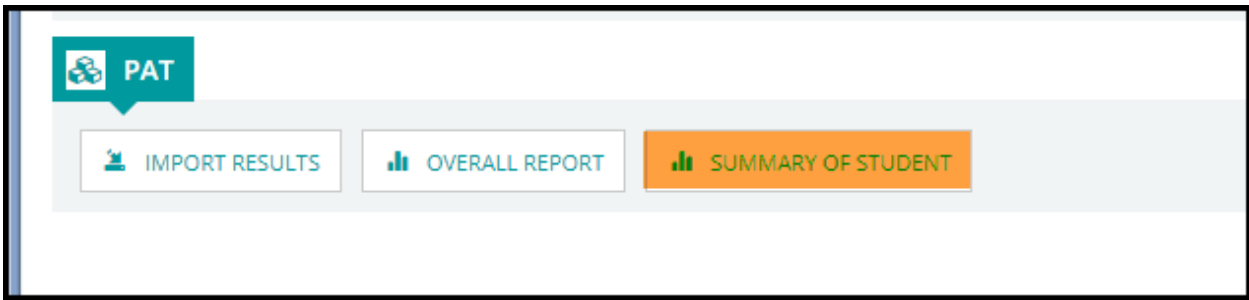 PAT
IMPORT RESULTS
OVERALL REPORT
SUMMARY OF STUDENT